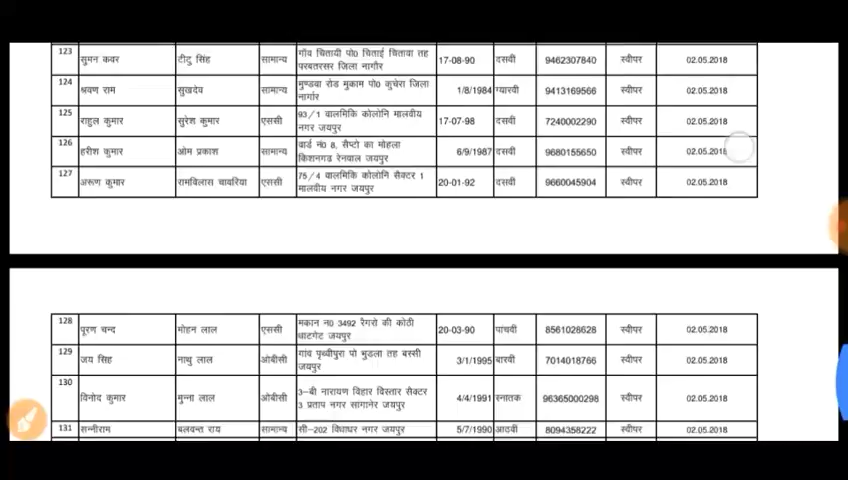 123 सुमन कवर टीटु सिंह सामान्य गाँव चितायी पो0 चिताई चितावा तह परबतसर जिला नागौर 17-08-90 दसवीं 9462307840 स्वीपर 02.05.2018
124 श्रवण राम सुखदेव सामान्य मुण्डवा रोड मुकाम पो0 कुचेरा जिला नागौर 1/8/1984 ग्यारवी 9413169566 स्वीपर 02.05.2018
125 राहुल कुमार सुरेश कुमार एससी 93/1 वालमिकि कोलोनि मालवीय नगर जयपुर 17-07-98 दसवी 7240002290 स्वीपर 02.05.2018
126 हरीश कुमार ओम प्रकाश सामान्य वार्ड नं0 8, सैप्टो का मोहला किशनगढ रेनवाल जयपुर 6/9/1987 दसवी 9680155650 स्वीपर 02.05.2018
127 अरूण कुमार रामविलास चावरिया एससी 75/4 वालमिकि कोलोनि सैक्टर 1 मालवीय नगर जयपुर 20-01-92 दसवी 9660045904 स्वीपर 02.05.2018
128 पूरण चन्द मोहन लाल एससी मकान न0 3492 रैगरो की कोठी घाटगेट जयपुर 20-03-90 पांचवी 8561028628 स्वीपर 02.05.2018
129 जय सिंह नाथु लाल ओबीसी गांव पृथ्वीपुरा पो भुडला तह बस्सी जयपुर 3/1/1995 बारवी 7014018766 स्वीपर 02.05.2018
130 विनोद कुमार मुन्ना लाल ओबीसी 3-बी नारायण विहार विस्तार सैक्टर 3 प्रताप नगर सागानेर जयपुर 4/4/1991 स्नातक 96365000298 स्वीपर 02.05.2018
131 सन्नीराम बलवन्त राय सामान्य सी-202 विधाधर नगर जयपुर 5/7/1990 आठवी 8094358222 स्वीपर 02.05.2018